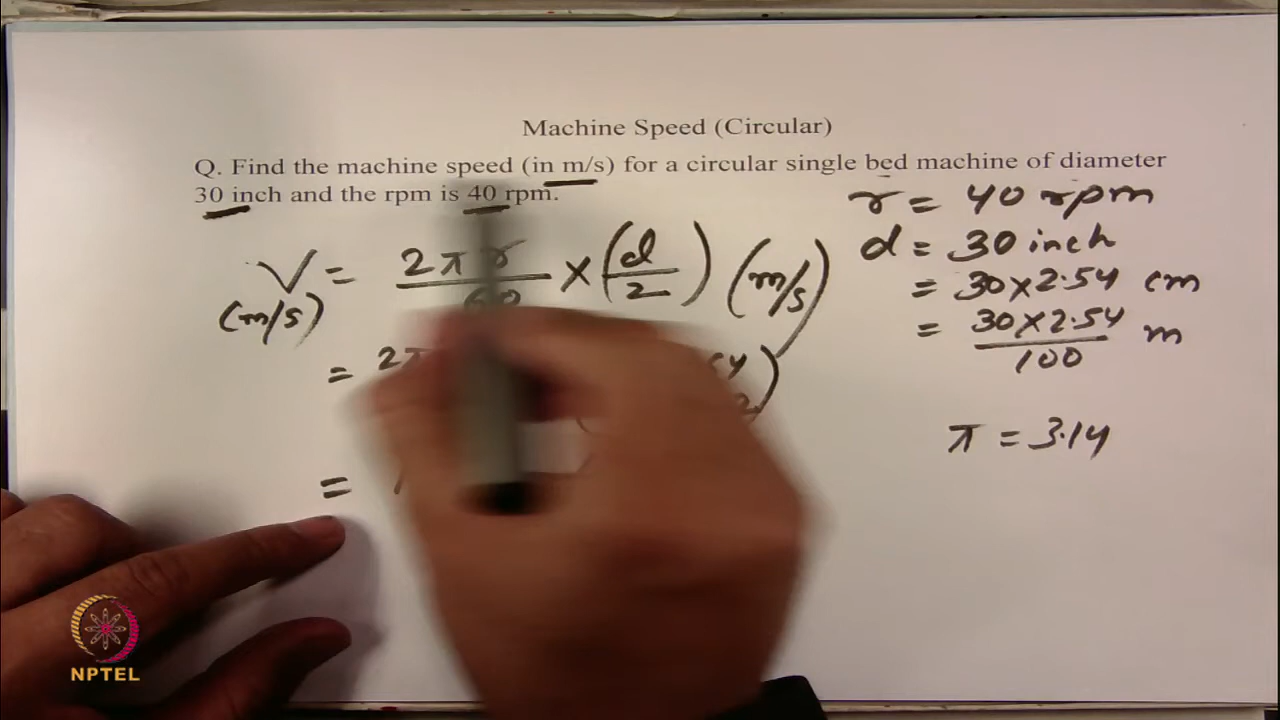 Machine Speed (Circular)
Q. Find the machine speed (in m/s) for a circular single bed machine of diameter
30 inch and the rpm is 40 rpm.
r = 40 rpm
d = 30 inch
= 30×2.54 cm
= 30×2.54 / 100 m
π = 3.14
V (m/s) = 2πr / 60 × (d/2) (m/s)
= 2π
=
NPTEL